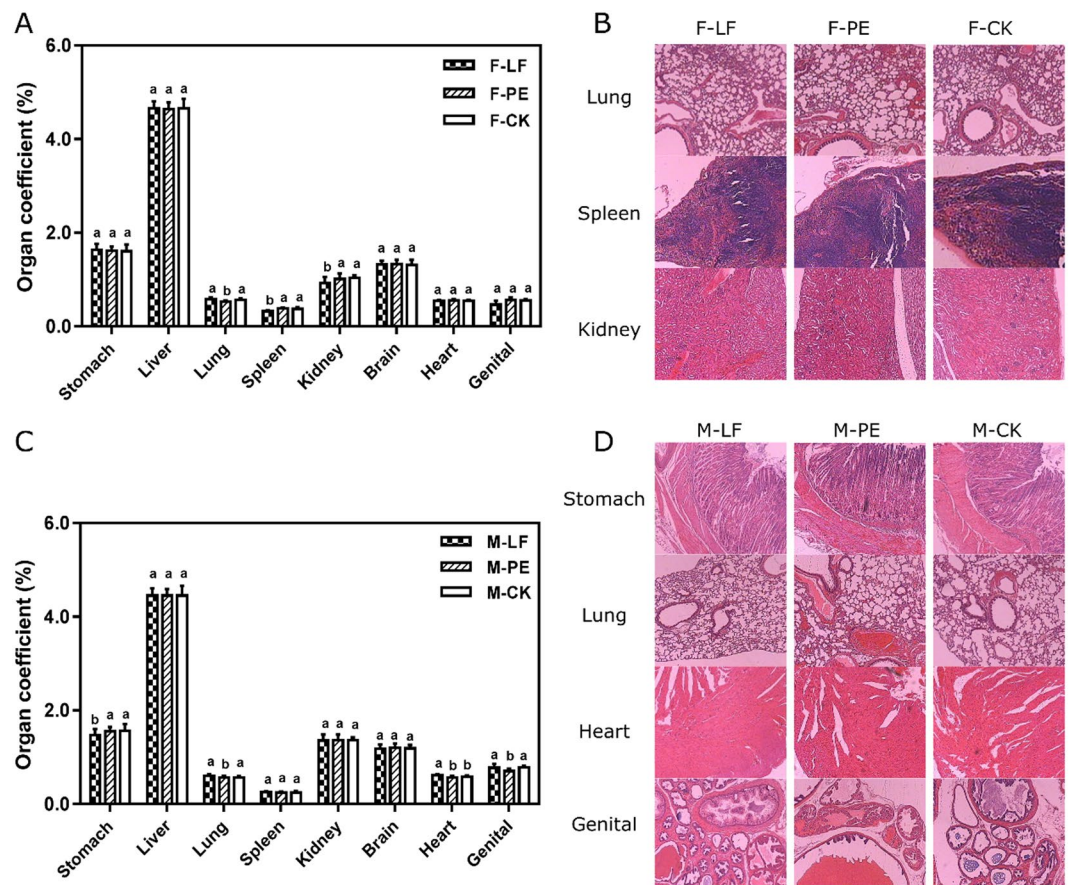 A
Organ coefficient (%)
6.0
4.0
2.0
0.0
F-LF
F-PE
F-CK
a a a
a a a
a b a
b a a
b a a
a a a
a a a
a a a
Stomach
Liver
Lung
Spleen
Kidney
Brain
Heart
Genital
B
F-LF F-PE F-CK
Lung
Spleen
Kidney
C
Organ coefficient (%)
6.0
4.0
2.0
0.0
M-LF
M-PE
M-CK
b a a
a a a
a b a
a a a
a a a
a a a
a b b
a b a
Stomach
Liver
Lung
Spleen
Kidney
Brain
Heart
Genital
D
M-LF M-PE M-CK
Stomach
Lung
Heart
Genital